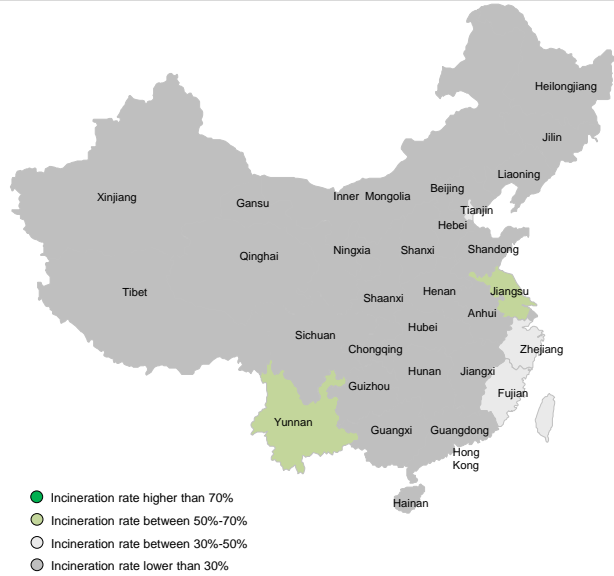 Heilongjiang
Jilin
Liaoning
Beijing
Inner Mongolia
Xinjiang
Gansu
Tianjin
Hebei
Ningxia
Shanxi
Shandong
Qinghai
Tibet
Shaanxi
Henan
Jiangsu
Anhui
Hubei
Sichuan
Chongqing
Zhejiang
Hunan
Jiangxi
Guizhou
Fujian
Yunnan
Guangxi
Guangdong
Hong
Kong
Hainan
Incineration rate higher than 70%
Incineration rate between 50%-70%
Incineration rate between 30%-50%
Incineration rate lower than 30%